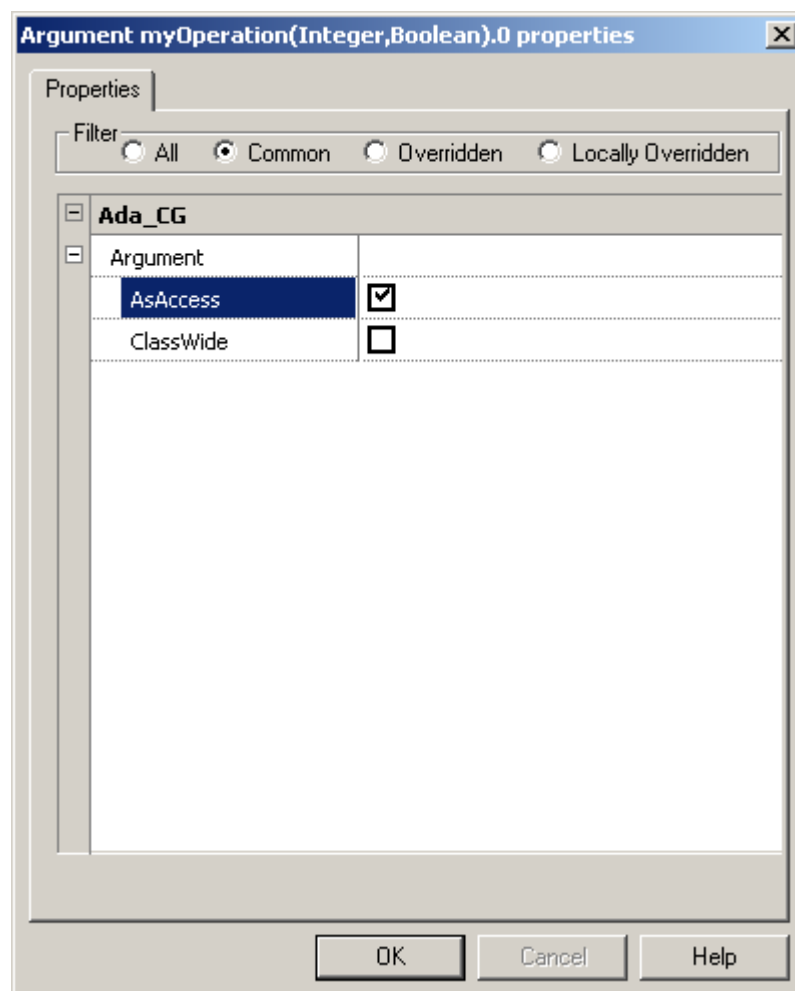 Argument myOperation(Integer,Boolean).0 properties
Properties
Filter
All Common Overridden Locally Overridden
Ada_CG
Argument
AsAccess
ClassWide
OK Cancel Help